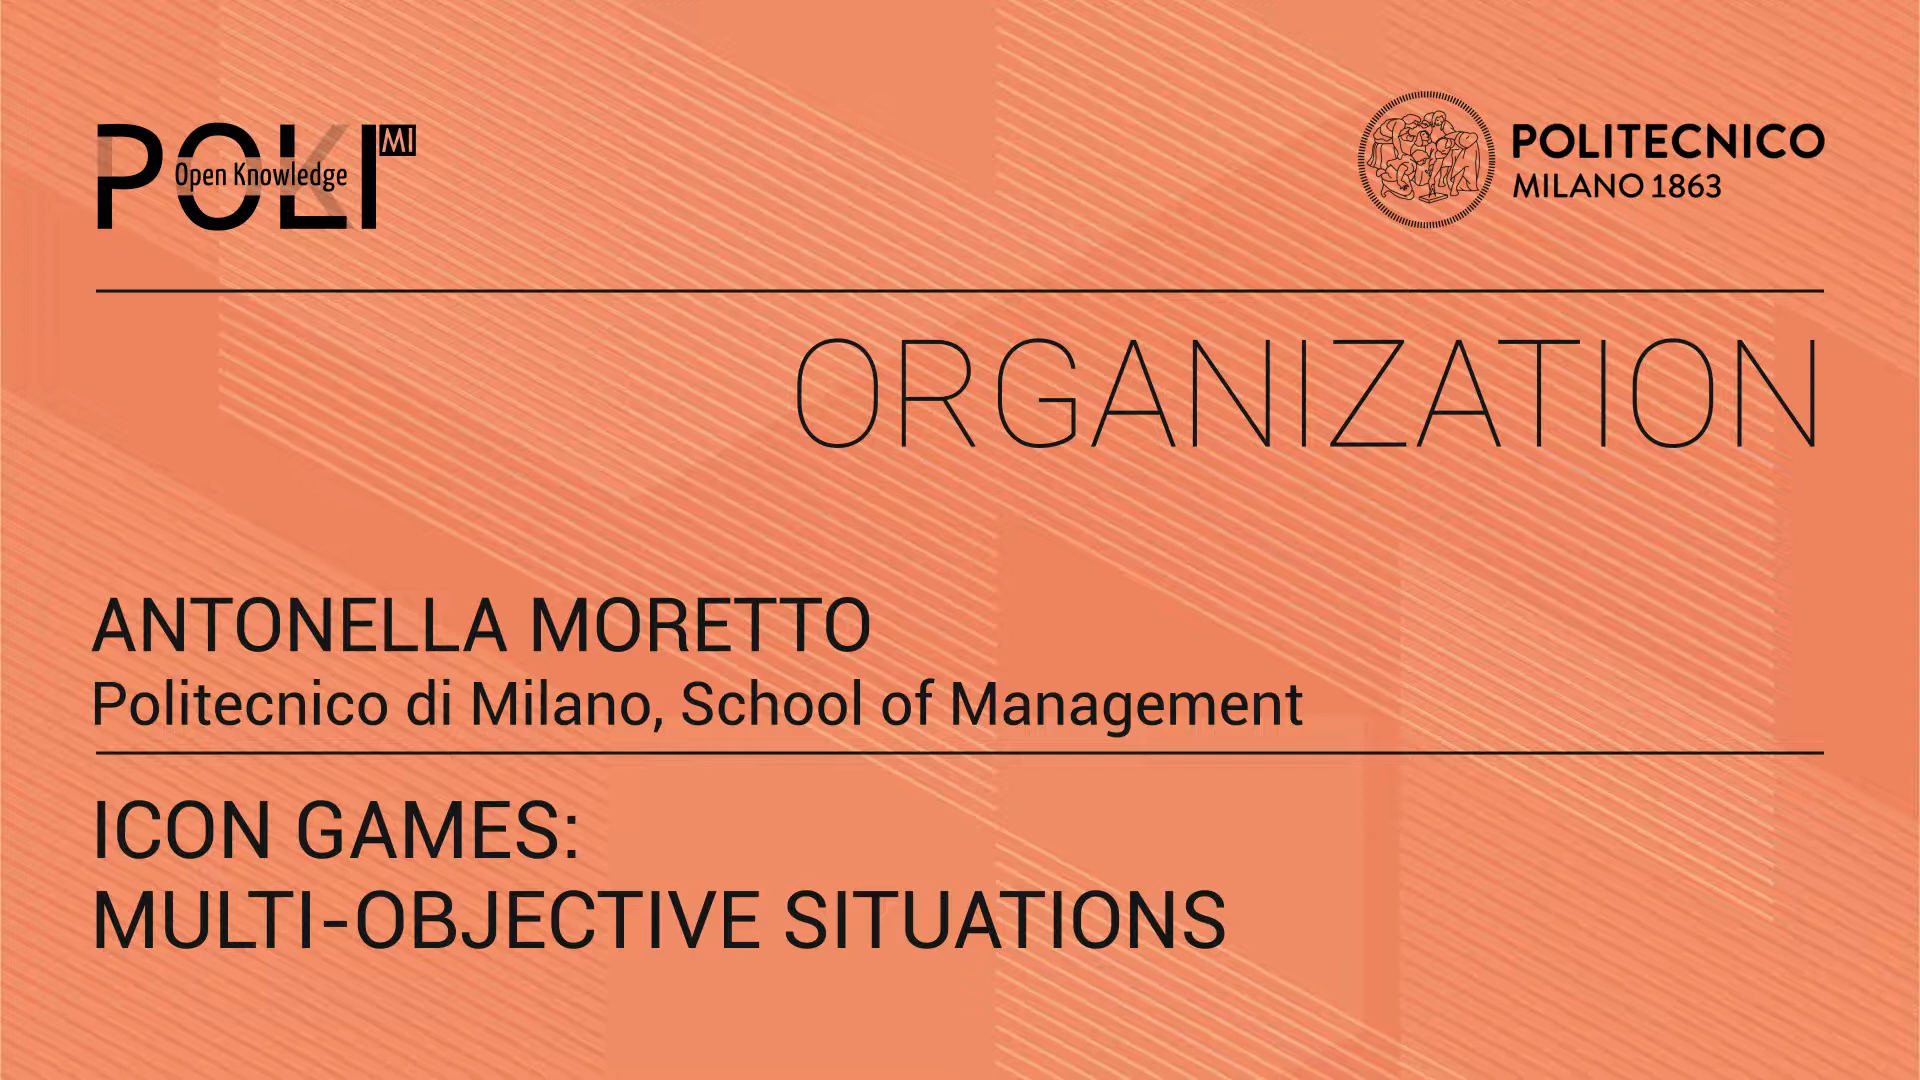 POLI MI
Open Knowledge
POLITECNICO
MILANO 1863
ORGANIZATION
ANTONELLA MORETTO
Politecnico di Milano, School of Management
ICON GAMES:
MULTI-OBJECTIVE SITUATIONS